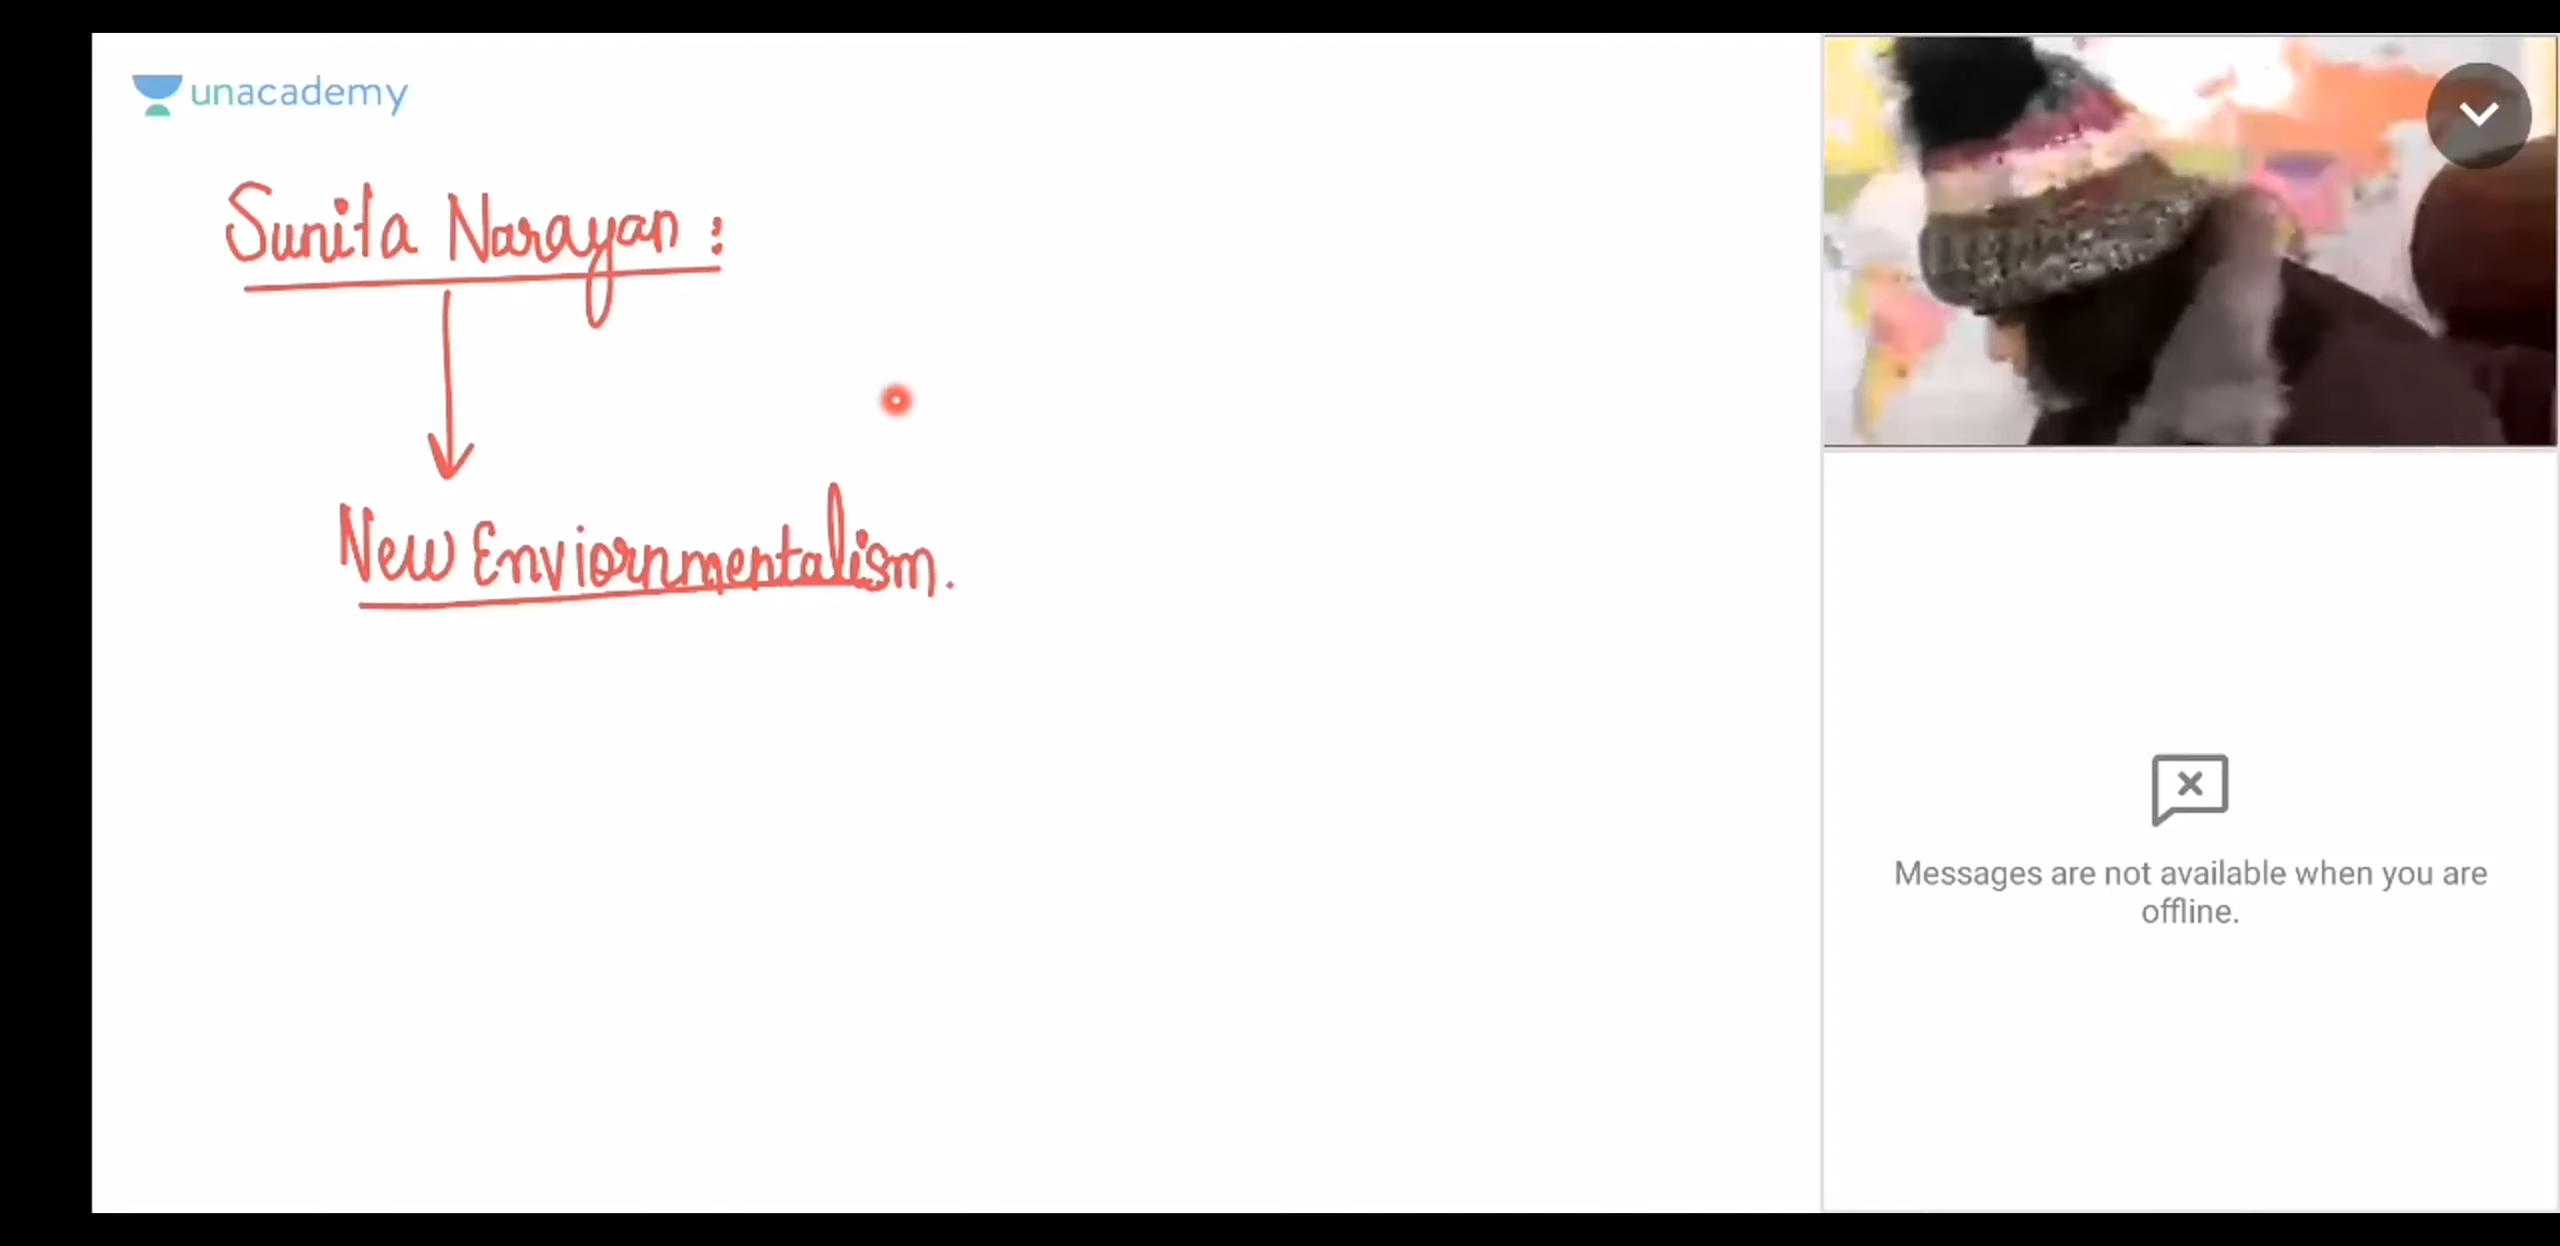 unacademy
Sunita Narayan :
New Enviornmentalism.
Messages are not available when you are
offline.